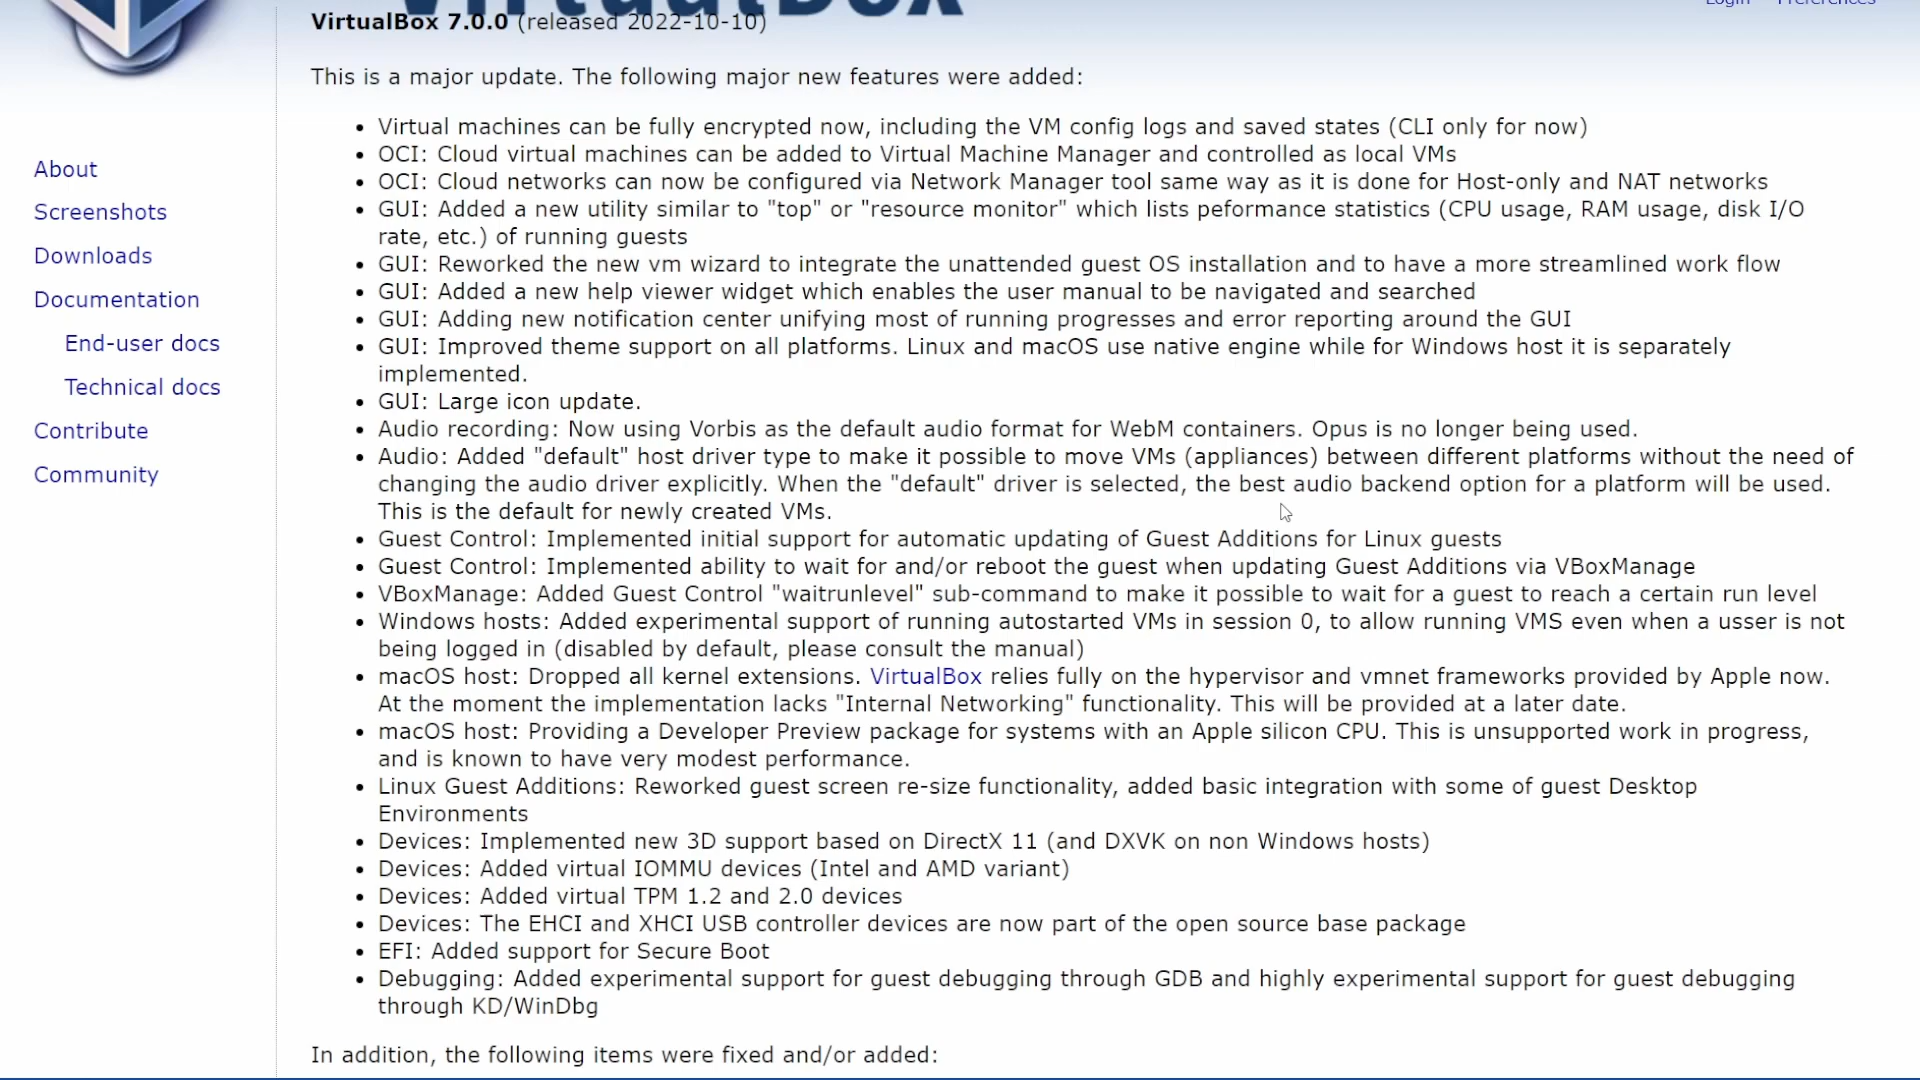 VirtualBox
Login Preferences
VirtualBox 7.0.0 (released 2022-10-10)
This is a major update. The following major new features were added:
• Virtual machines can be fully encrypted now, including the VM config logs and saved states (CLI only for now)
• OCI: Cloud virtual machines can be added to Virtual Machine Manager and controlled as local VMs
• OCI: Cloud networks can now be configured via Network Manager tool same way as it is done for Host-only and NAT networks
• GUI: Added a new utility similar to "top" or "resource monitor" which lists peformance statistics (CPU usage, RAM usage, disk I/O
rate, etc.) of running guests
• GUI: Reworked the new vm wizard to integrate the unattended guest OS installation and to have a more streamlined work flow
• GUI: Added a new help viewer widget which enables the user manual to be navigated and searched
• GUI: Adding new notification center unifying most of running progresses and error reporting around the GUI
• GUI: Improved theme support on all platforms. Linux and macOS use native engine while for Windows host it is separately
implemented.
• GUI: Large icon update.
• Audio recording: Now using Vorbis as the default audio format for WebM containers. Opus is no longer being used.
• Audio: Added "default" host driver type to make it possible to move VMs (appliances) between different platforms without the need of
changing the audio driver explicitly. When the "default" driver is selected, the best audio backend option for a platform will be used.
This is the default for newly created VMs.
• Guest Control: Implemented initial support for automatic updating of Guest Additions for Linux guests
• Guest Control: Implemented ability to wait for and/or reboot the guest when updating Guest Additions via VBoxManage
• VBoxManage: Added Guest Control "waitrunlevel" sub-command to make it possible to wait for a guest to reach a certain run level
• Windows hosts: Added experimental support of running autostarted VMs in session 0, to allow running VMS even when a usser is not
being logged in (disabled by default, please consult the manual)
• macOS host: Dropped all kernel extensions. VirtualBox relies fully on the hypervisor and vmnet frameworks provided by Apple now.
At the moment the implementation lacks "Internal Networking" functionality. This will be provided at a later date.
• macOS host: Providing a Developer Preview package for systems with an Apple silicon CPU. This is unsupported work in progress,
and is known to have very modest performance.
• Linux Guest Additions: Reworked guest screen re-size functionality, added basic integration with some of guest Desktop
Environments
• Devices: Implemented new 3D support based on DirectX 11 (and DXVK on non Windows hosts)
• Devices: Added virtual IOMMU devices (Intel and AMD variant)
• Devices: Added virtual TPM 1.2 and 2.0 devices
• Devices: The EHCI and XHCI USB controller devices are now part of the open source base package
• EFI: Added support for Secure Boot
• Debugging: Added experimental support for guest debugging through GDB and highly experimental support for guest debugging
through KD/WinDbg
In addition, the following items were fixed and/or added:
About
Screenshots
Downloads
Documentation
End-user docs
Technical docs
Contribute
Community